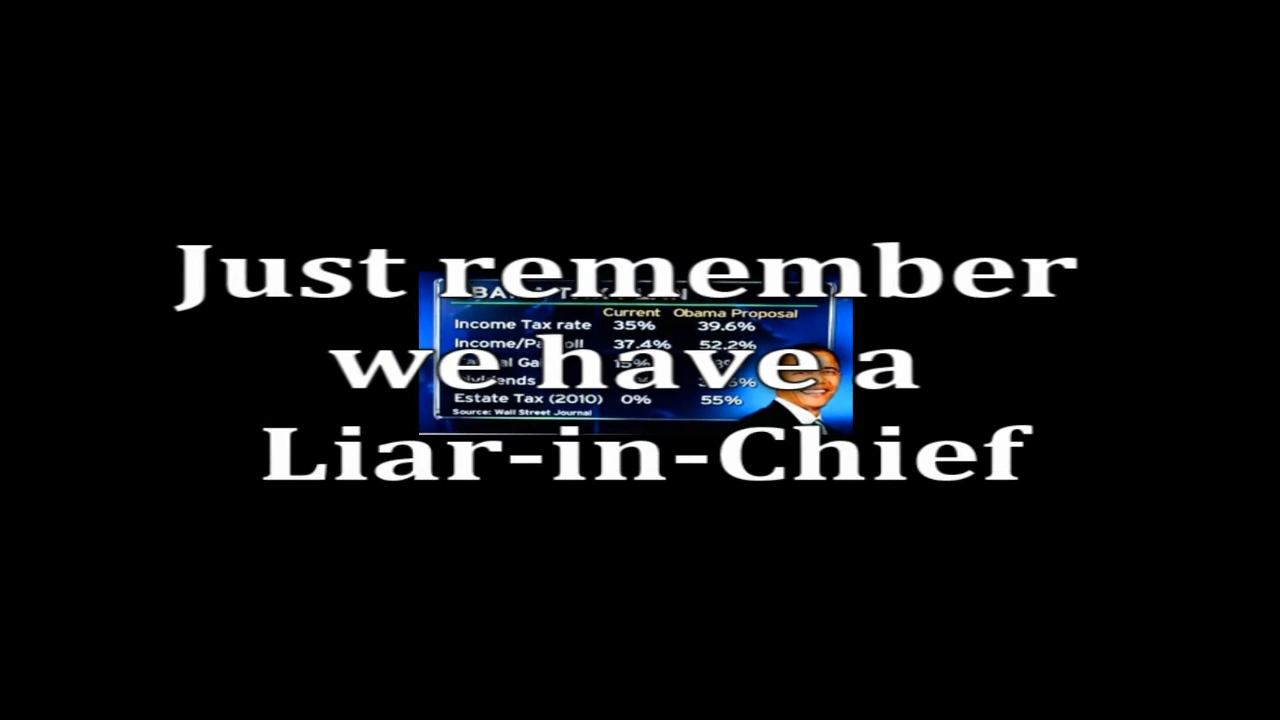 Just remember
we have a
Liar-in-Chief
Current Obama Proposal
Income Tax rate 35% 39.6%
37.4% 52.2%
Estate Tax (2010) 0% 55%
Source: Wall Street Journal